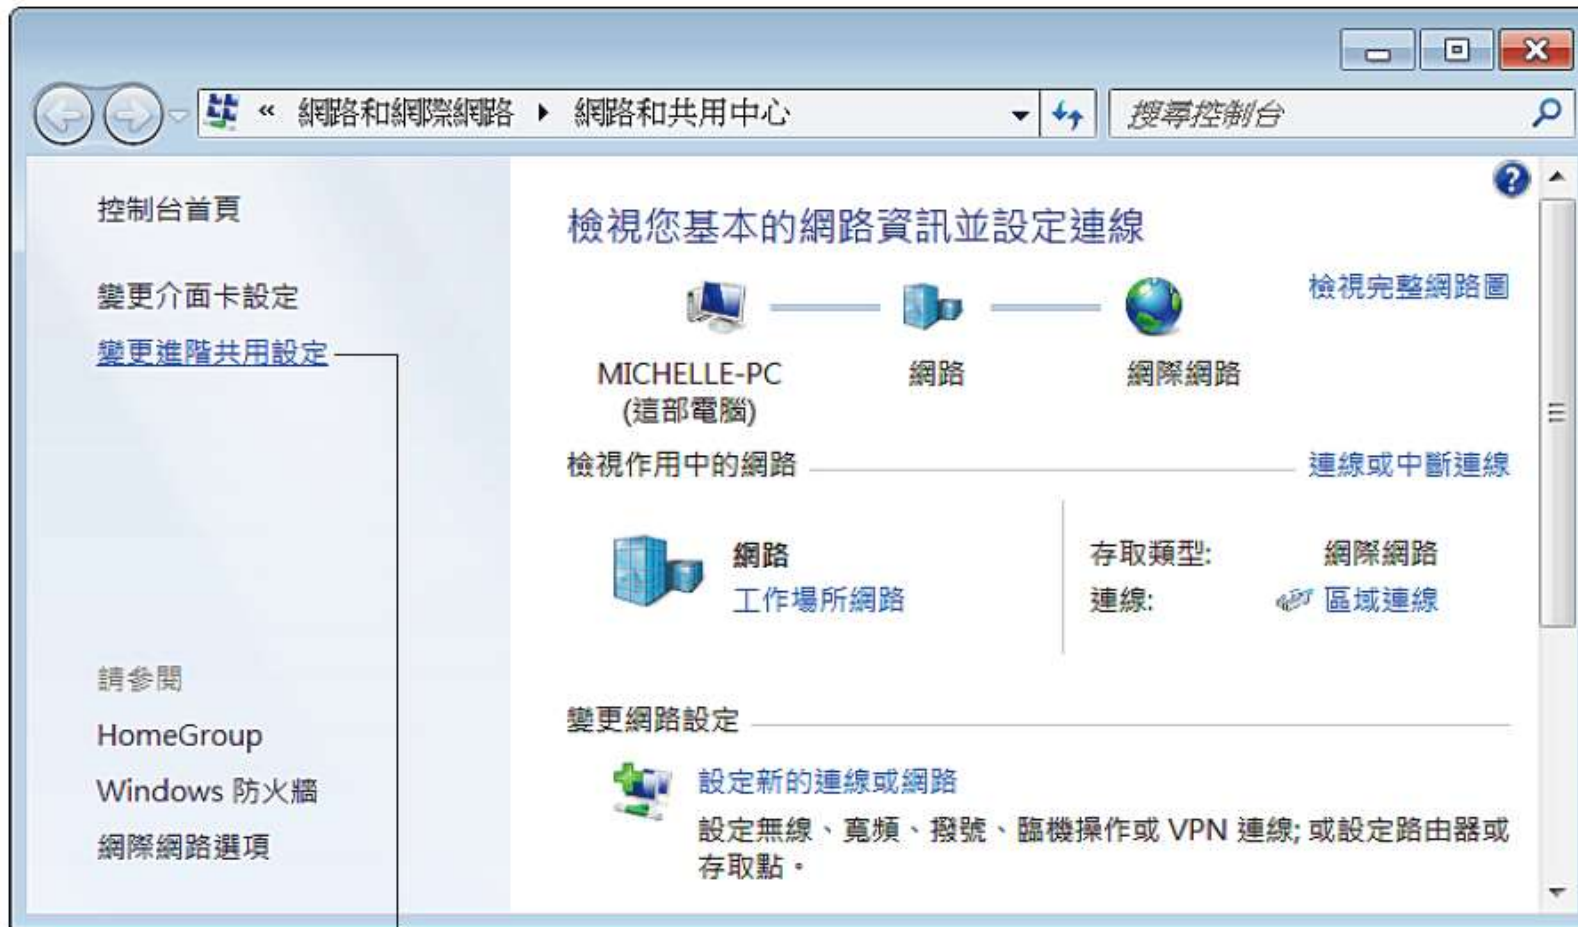 « 網路和網際網路 ▸ 網路和共用中心
搜尋控制台
控制台首頁
變更介面卡設定
變更進階共用設定
請參閱
HomeGroup
Windows 防火牆
網際網路選項
檢視您基本的網路資訊並設定連線
檢視完整網路圖
MICHELLE-PC
(這部電腦)
網路
網際網路
檢視作用中的網路
連線或中斷連線
網路
工作場所網路
存取類型: 網際網路
連線: 區域連線
變更網路設定
設定新的連線或網路
設定無線、寬頻、撥號、臨機操作或 VPN 連線; 或設定路由器或
存取點。